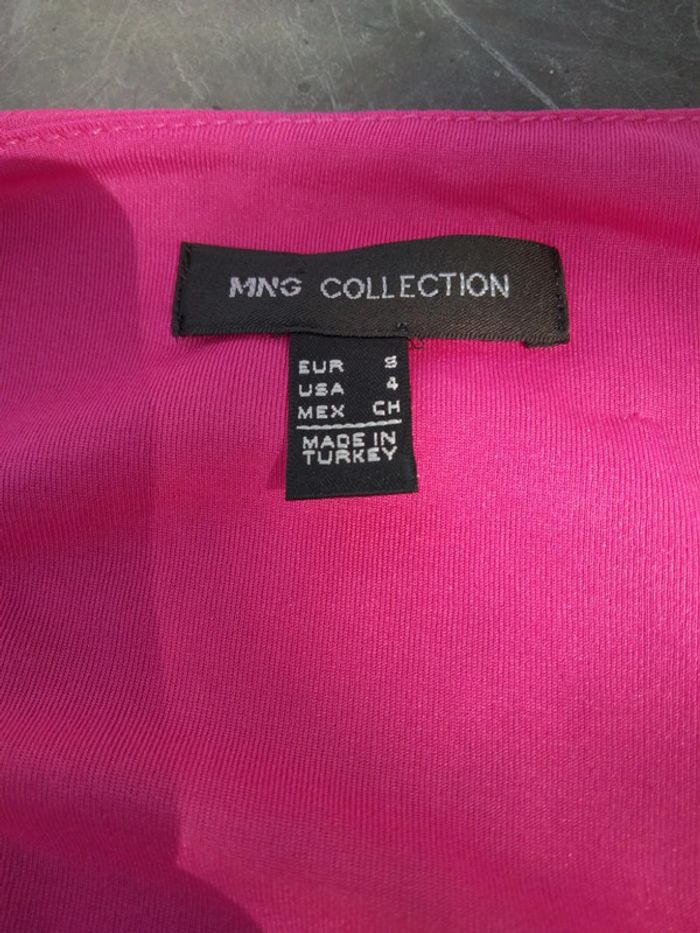 MNG COLLECTION
EUR S
USA 4
MEX CH
MADE IN
TURKEY